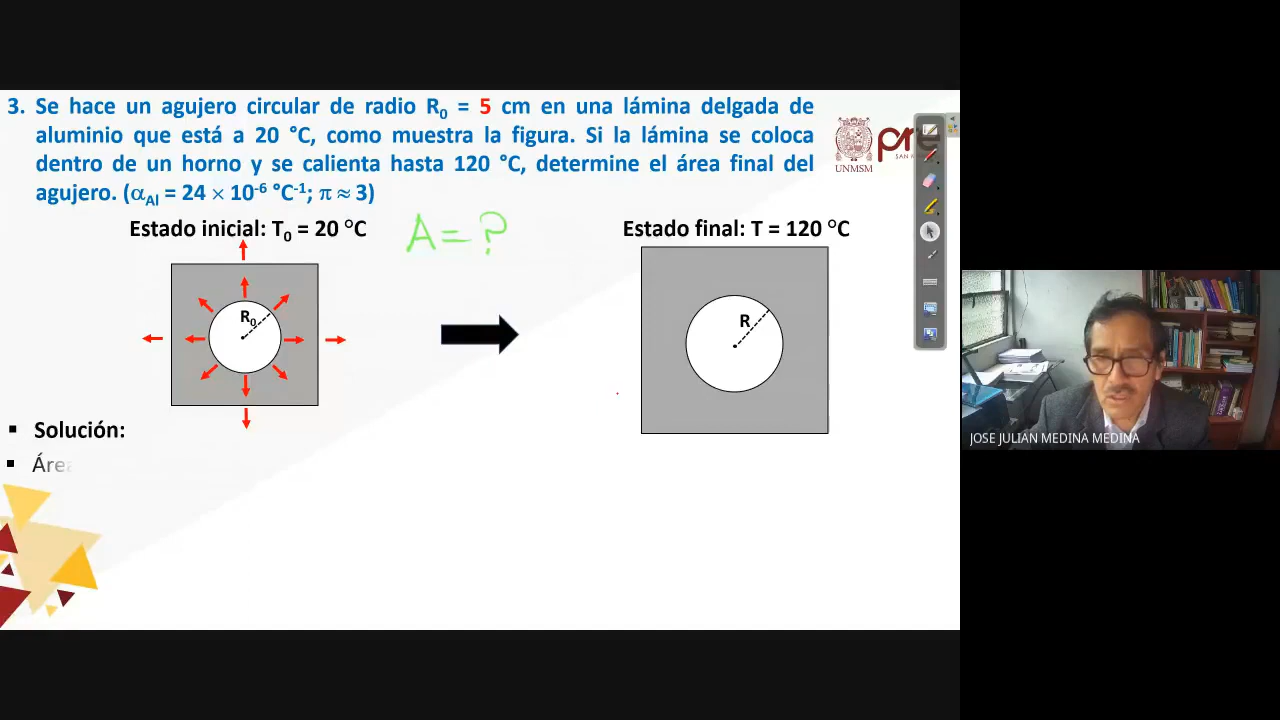 3. Se hace un agujero circular de radio R₀ = 5 cm en una lámina delgada de
aluminio que está a 20 °C, como muestra la figura. Si la lámina se coloca
dentro de un horno y se calienta hasta 120 °C, determine el área final del
agujero. (αAl = 24 × 10⁻⁶ °C⁻¹; π ≈ 3)
UNMSM
pre
Estado inicial: T₀ = 20 °C
A = ?
Estado final: T = 120 °C
R₀
R
▪ Solución:
▪ Área
JOSE JULIAN MEDINA MEDINA